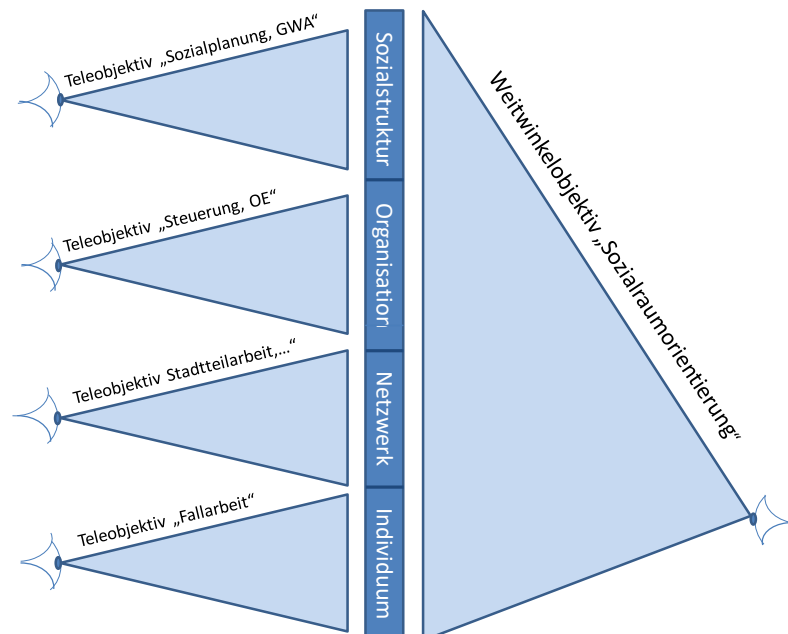 Teleobjektiv „Sozialplanung, GWA“
Sozialstruktur
Weitwinkelobjektiv „Sozialraumorientierung“
Teleobjektiv „Steuerung, OE“
Organisation
Teleobjektiv Stadtteilarbeit,...“
Netzwerk
Teleobjektiv „Fallarbeit“
Individuum